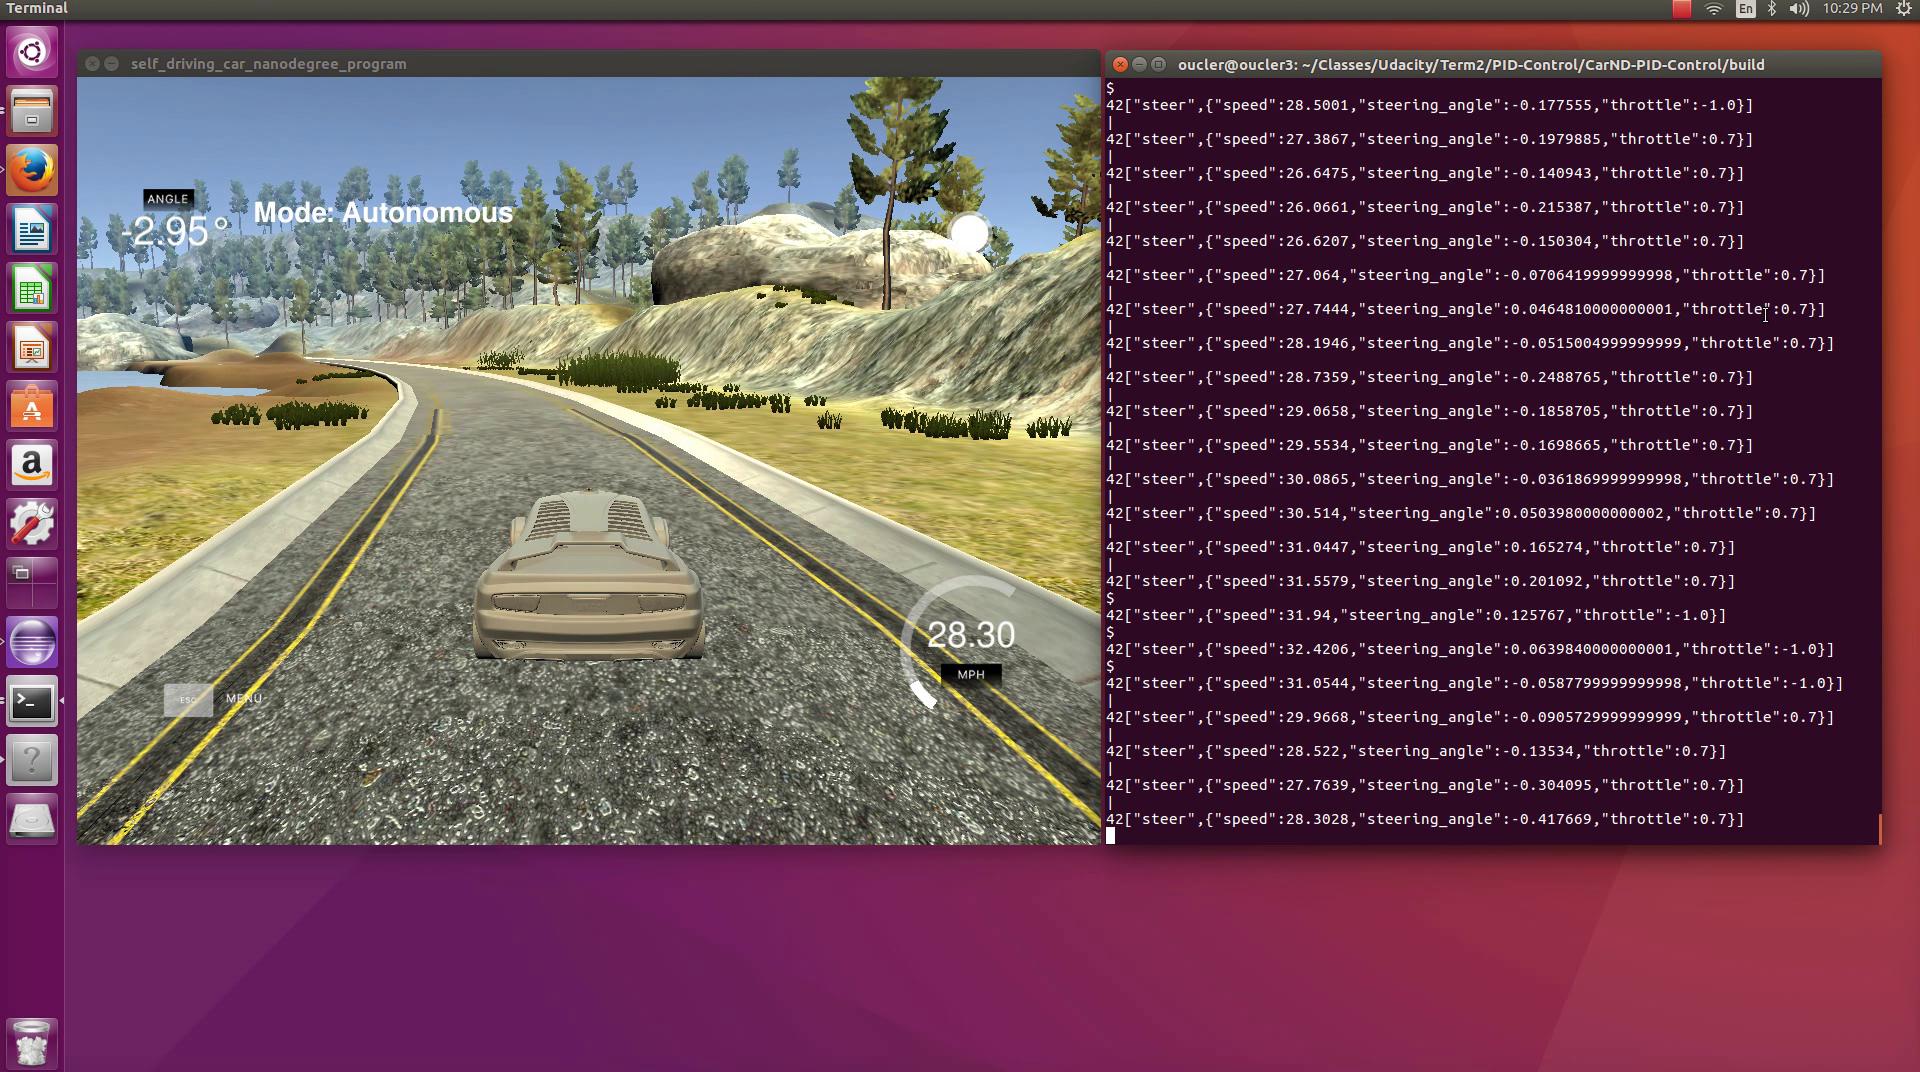 Terminal
En
10:29 PM
self_driving_car_nanodegree_program
ANGLE
-2.95°
Mode: Autonomous
28.30
MPH
ESC
MENU
oucler@oucler3: ~/Classes/Udacity/Term2/PID-Control/CarND-PID-Control/build
$
42["steer",{"speed":28.5001,"steering_angle":-0.177555,"throttle":-1.0}]
|
42["steer",{"speed":27.3867,"steering_angle":-0.1979885,"throttle":0.7}]
|
42["steer",{"speed":26.6475,"steering_angle":-0.140943,"throttle":0.7}]
|
42["steer",{"speed":26.0661,"steering_angle":-0.215387,"throttle":0.7}]
|
42["steer",{"speed":26.6207,"steering_angle":-0.150304,"throttle":0.7}]
|
42["steer",{"speed":27.064,"steering_angle":-0.0706419999999998,"throttle":0.7}]
|
42["steer",{"speed":27.7444,"steering_angle":0.0464810000000001,"throttle":0.7}]
|
42["steer",{"speed":28.1946,"steering_angle":-0.0515004999999999,"throttle":0.7}]
|
42["steer",{"speed":28.7359,"steering_angle":-0.2488765,"throttle":0.7}]
|
42["steer",{"speed":29.0658,"steering_angle":-0.1858705,"throttle":0.7}]
|
42["steer",{"speed":29.5534,"steering_angle":-0.1698665,"throttle":0.7}]
|
42["steer",{"speed":30.0865,"steering_angle":-0.0361869999999998,"throttle":0.7}]
|
42["steer",{"speed":30.514,"steering_angle":0.0503980000000002,"throttle":0.7}]
|
42["steer",{"speed":31.0447,"steering_angle":0.165274,"throttle":0.7}]
|
42["steer",{"speed":31.5579,"steering_angle":0.201092,"throttle":0.7}]
$
42["steer",{"speed":31.94,"steering_angle":0.125767,"throttle":-1.0}]
$
42["steer",{"speed":32.4206,"steering_angle":0.0639840000000001,"throttle":-1.0}]
$
42["steer",{"speed":31.0544,"steering_angle":-0.0587799999999998,"throttle":-1.0}]
|
42["steer",{"speed":29.9668,"steering_angle":-0.0905729999999999,"throttle":0.7}]
|
42["steer",{"speed":28.522,"steering_angle":-0.13534,"throttle":0.7}]
|
42["steer",{"speed":27.7639,"steering_angle":-0.304095,"throttle":0.7}]
|
42["steer",{"speed":28.3028,"steering_angle":-0.417669,"throttle":0.7}]